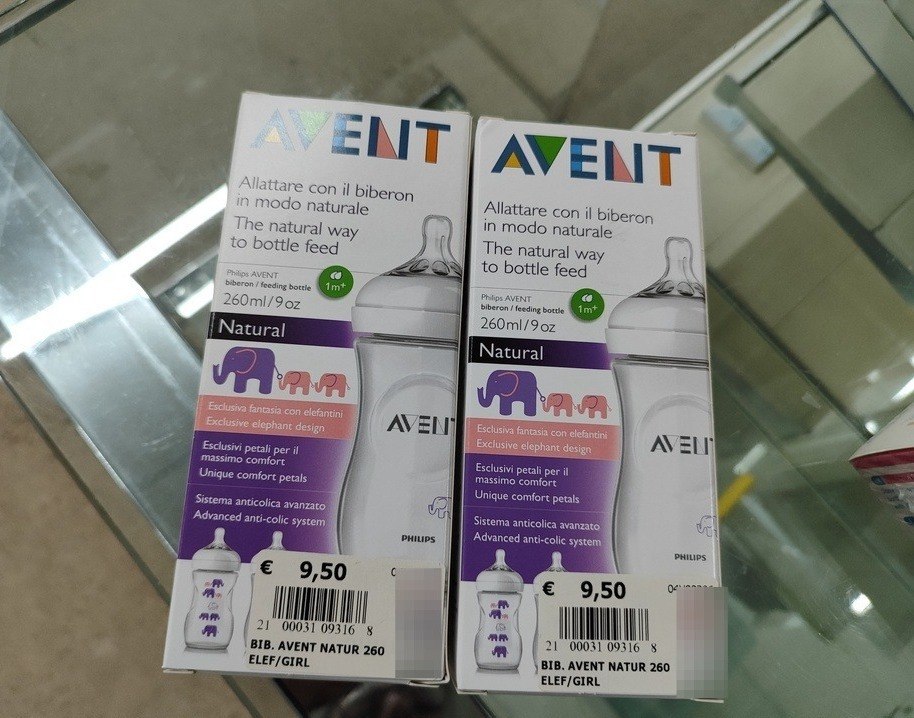 AVENT
Allattare con il biberon
in modo naturale
The natural way
to bottle feed
Philips AVENT
biberon / feeding bottle
260ml/9oz
1m+
Natural
Esclusiva fantasia con elefantini
Exclusive elephant design
Esclusivi petali per il
massimo comfort
Unique comfort petals
Sistema anticolica avanzato
Advanced anti-colic system
AVENT
PHILIPS
€ 9,50
21 00031 09316 8
BIB. AVENT NATUR 260
ELEF/GIRL
AVENT
Allattare con il biberon
in modo naturale
The natural way
to bottle feed
Philips AVENT
biberon / feeding bottle
260ml/9oz
1m+
Natural
Esclusiva fantasia con elefantini
Exclusive elephant design
Esclusivi petali per il
massimo comfort
Unique comfort petals
Sistema anticolica avanzato
Advanced anti-colic system
AVENT
PHILIPS
€ 9,50
21 00031 09316 8
BIB. AVENT NATUR 260
ELEF/GIRL